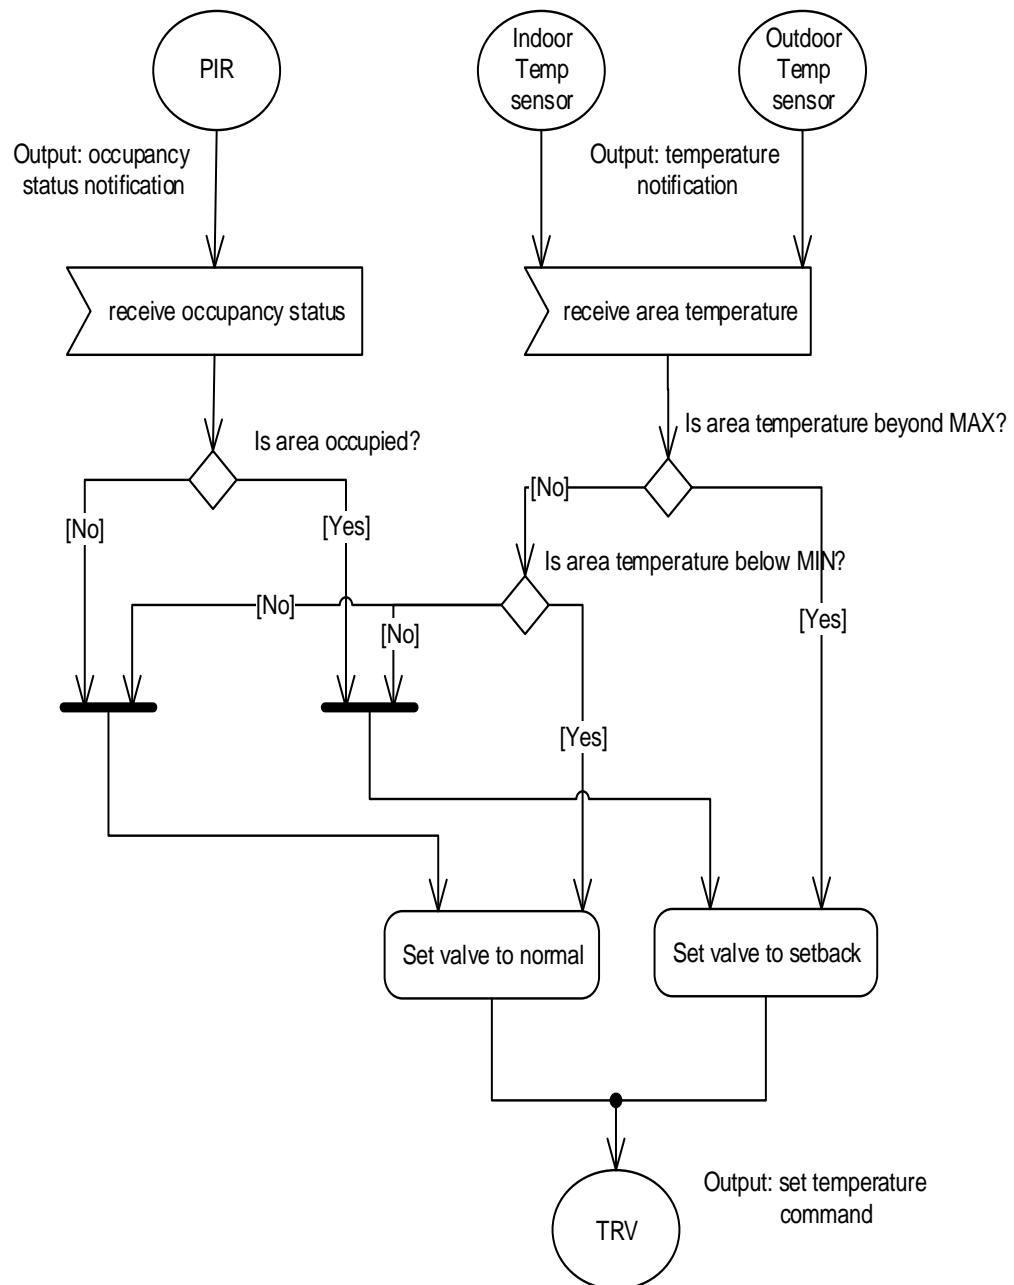 PIR
Indoor
Temp
sensor
Outdoor
Temp
sensor
Output: occupancy
status notification
Output: temperature
notification
receive occupancy status
receive area temperature
Is area occupied?
Is area temperature beyond MAX?
[No]
[Yes]
[No]
Is area temperature below MIN?
[No]
[No]
[Yes]
[Yes]
Set valve to normal
Set valve to setback
Output: set temperature
command
TRV